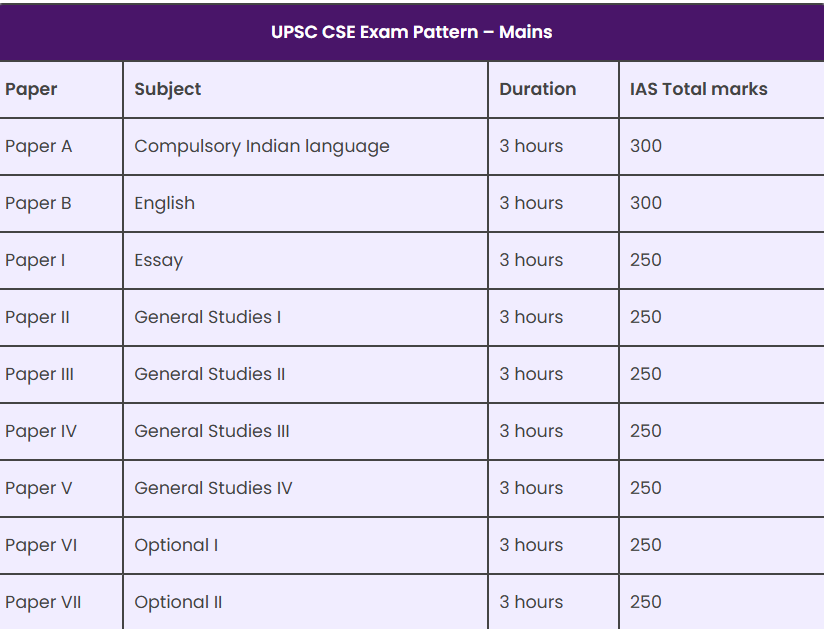 UPSC CSE Exam Pattern – Mains
Paper Subject Duration IAS Total marks
Paper A Compulsory Indian language 3 hours 300
Paper B English 3 hours 300
Paper I Essay 3 hours 250
Paper II General Studies I 3 hours 250
Paper III General Studies II 3 hours 250
Paper IV General Studies III 3 hours 250
Paper V General Studies IV 3 hours 250
Paper VI Optional I 3 hours 250
Paper VII Optional II 3 hours 250